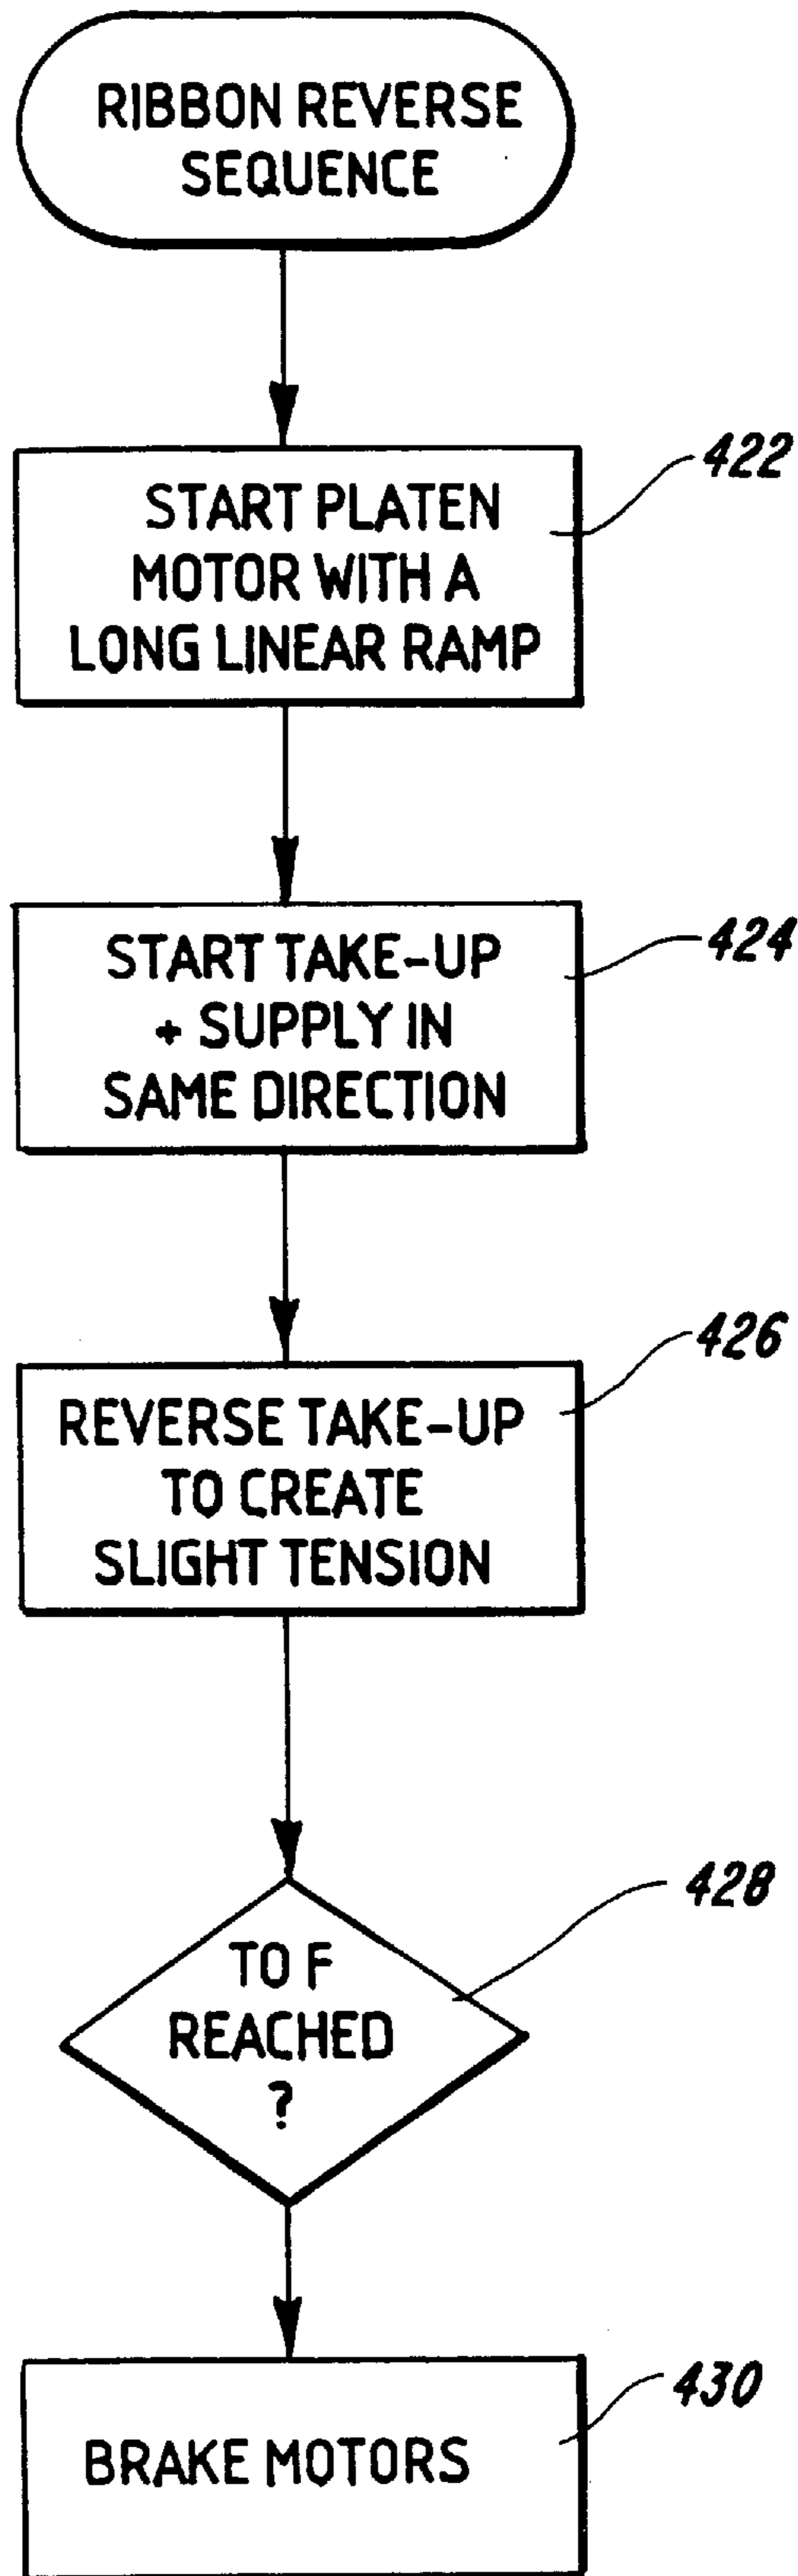 RIBBON REVERSE
SEQUENCE
422
START PLATEN
MOTOR WITH A
LONG LINEAR RAMP
424
START TAKE-UP
+ SUPPLY IN
SAME DIRECTION
426
REVERSE TAKE-UP
TO CREATE
SLIGHT TENSION
428
TO F
REACHED
?
430
BRAKE MOTORS